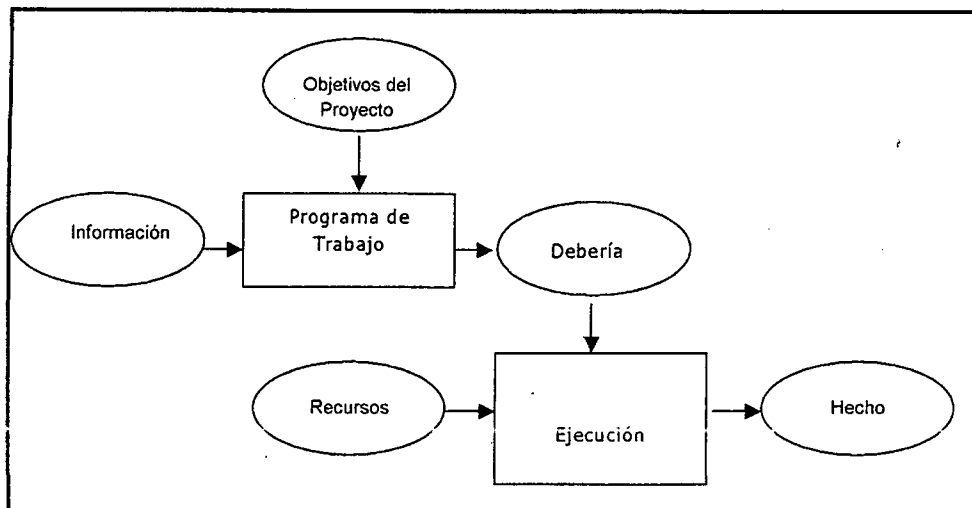 Objetivos del
Proyecto
Información
Programa de
Trabajo
Debería
Recursos
Ejecución
Hecho